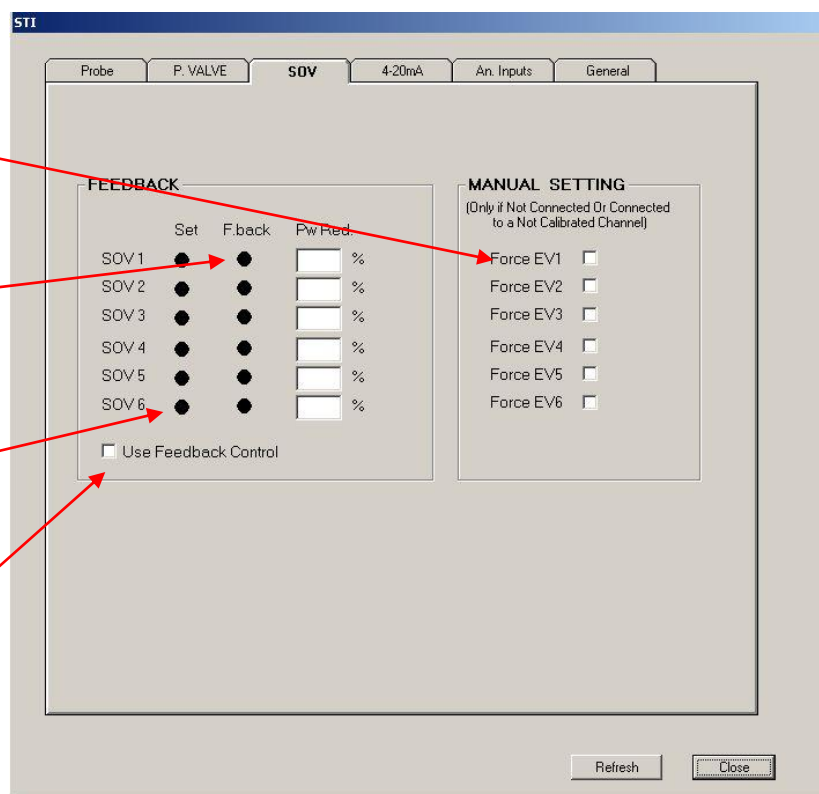 STI
Probe P. VALVE SOV 4-20mA An. Inputs General
FEEDBACK
Set F.back Pw Red.
SOV 1 %
SOV 2 %
SOV 3 %
SOV 4 %
SOV 5 %
SOV 6 %
Use Feedback Control
MANUAL SETTING
(Only if Not Connected Or Connected
to a Not Calibrated Channel)
Force EV1
Force EV2
Force EV3
Force EV4
Force EV5
Force EV6
Refresh Close